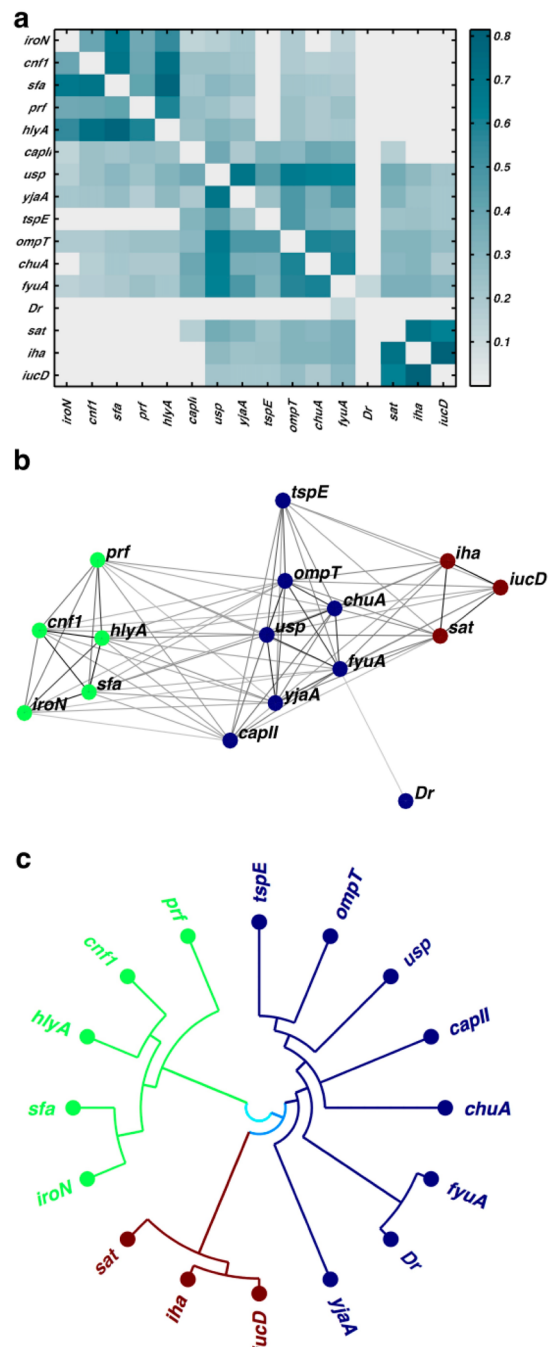 a
iroN
cnf1
sfa
prf
hlyA
capIı
usp
yjaA
tspE
ompT
chuA
fyuA
Dr
sat
iha
iucD
0.8
0.7
0.6
0.5
0.4
0.3
0.2
0.1
iroN cnf1 sfa prf hlyA capIı usp yjaA tspE ompT chuA fyuA Dr sat iha iucD
b
tspE
prf
iha
ompT
iucD
chuA
cnf1
hlyA
usp
sat
fyuA
sfa
yjaA
iroN
capII
Dr
c
prf
tspE
ompT
cnf1
usp
hlyA
capII
sfa
chuA
iroN
fyuA
sat
Dr
iha
iucD
yjaA